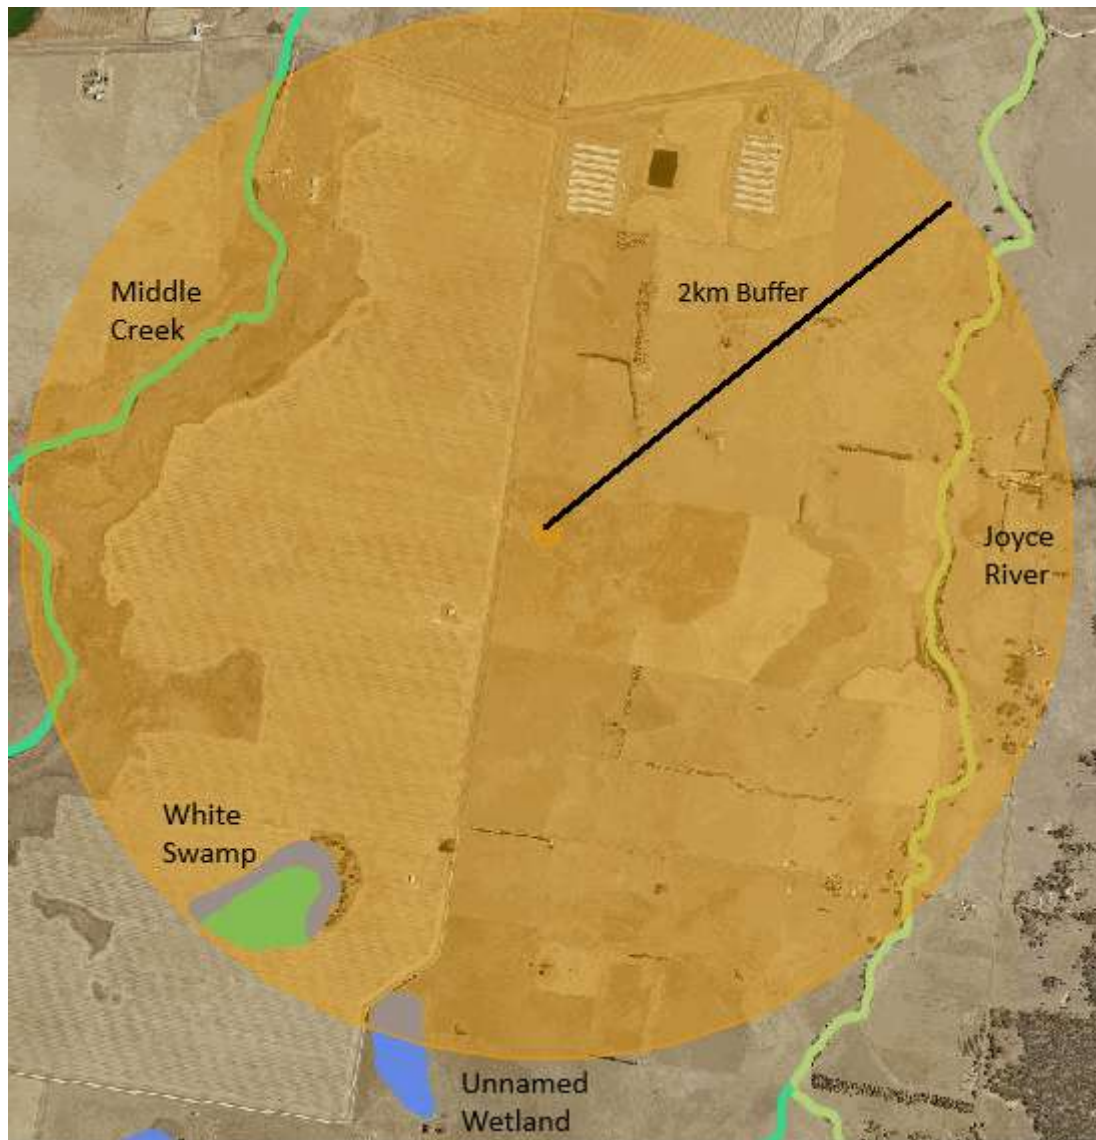 2km Buffer
Middle
Creek
Joyce
River
White
Swamp
Unnamed
Wetland